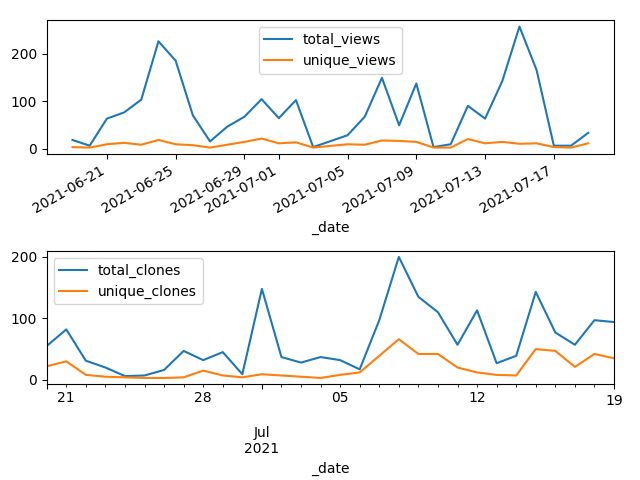 total_views
unique_views
200
100
0
2021-06-21
2021-06-25
2021-06-29
2021-07-01
2021-07-05
2021-07-09
2021-07-13
2021-07-17
_date
total_clones
unique_clones
200
100
0
21
28
05
12
19
Jul
2021
_date